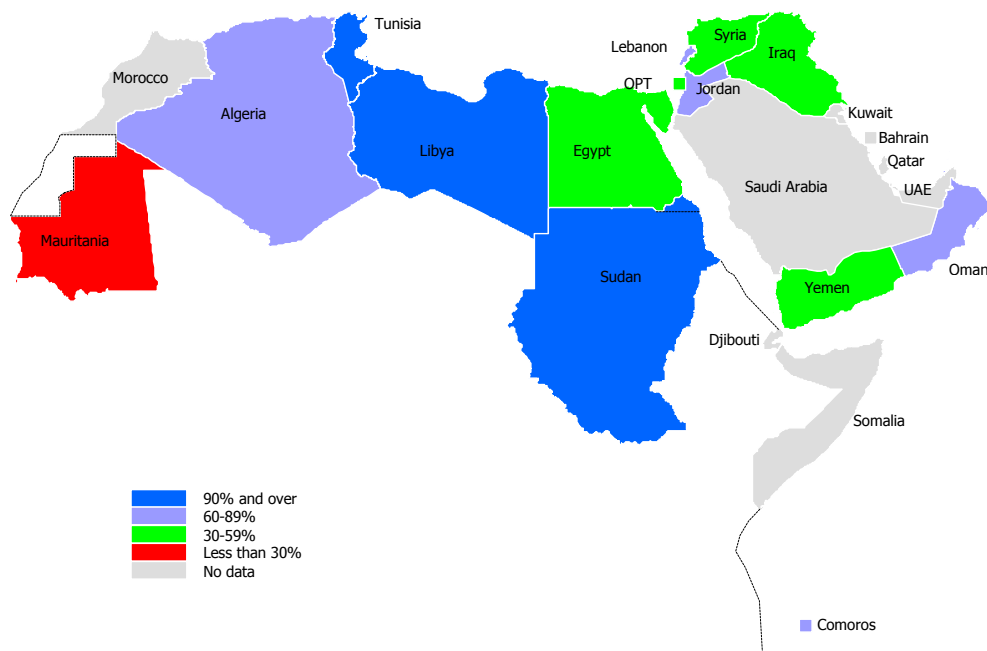 Tunisia
Syria
Lebanon
Iraq
Morocco
OPT
Jordan
Algeria
Kuwait
Bahrain
Libya
Egypt
Qatar
Saudi Arabia
UAE
Mauritania
Oman
Sudan
Yemen
Djibouti
Somalia
90% and over
60-89%
30-59%
Less than 30%
No data
Comoros